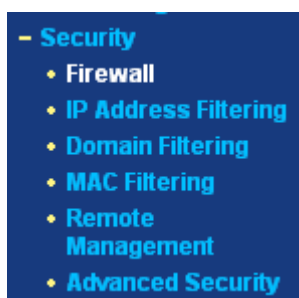 – Security
• Firewall
• IP Address Filtering
• Domain Filtering
• MAC Filtering
• Remote
Management
• Advanced Security